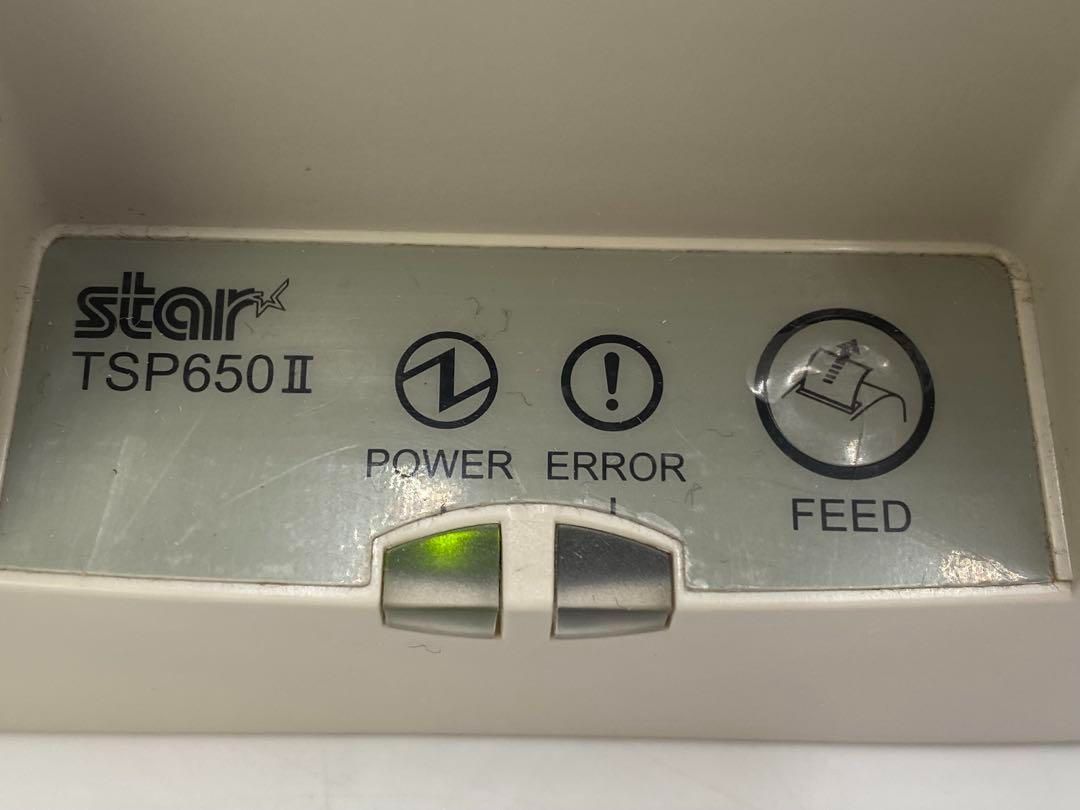 star
TSP650Ⅱ
POWER ERROR
FEED